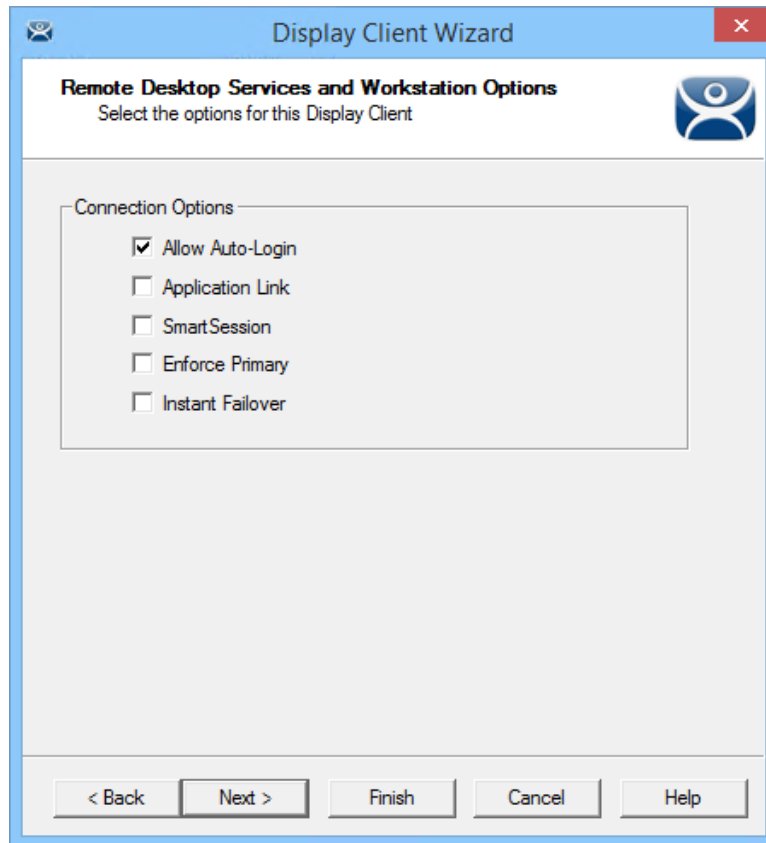 Display Client Wizard
Remote Desktop Services and Workstation Options
Select the options for this Display Client
Connection Options
Allow Auto-Login
Application Link
SmartSession
Enforce Primary
Instant Failover
< Back Next > Finish Cancel Help